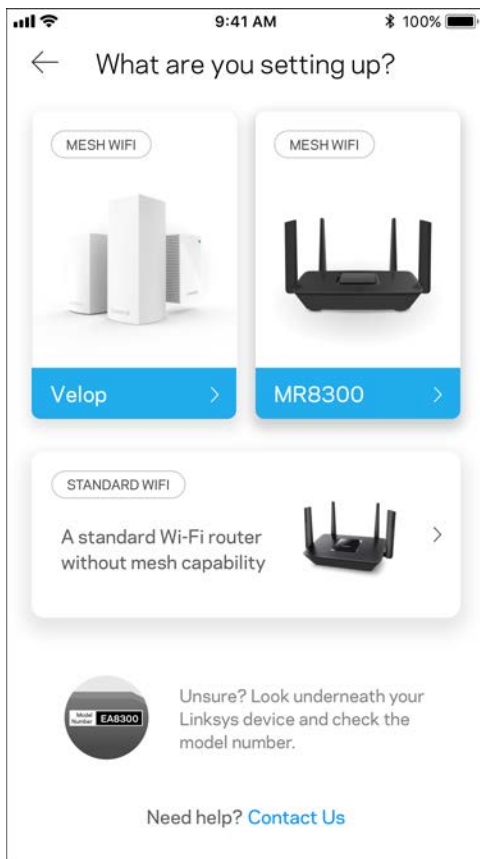 9:41 AM
100%
What are you setting up?
MESH WIFI
MESH WIFI
Velop
MR8300
STANDARD WIFI
A standard Wi-Fi router
without mesh capability
Model
Number
EA8300
Unsure? Look underneath your
Linksys device and check the
model number.
Need help? Contact Us